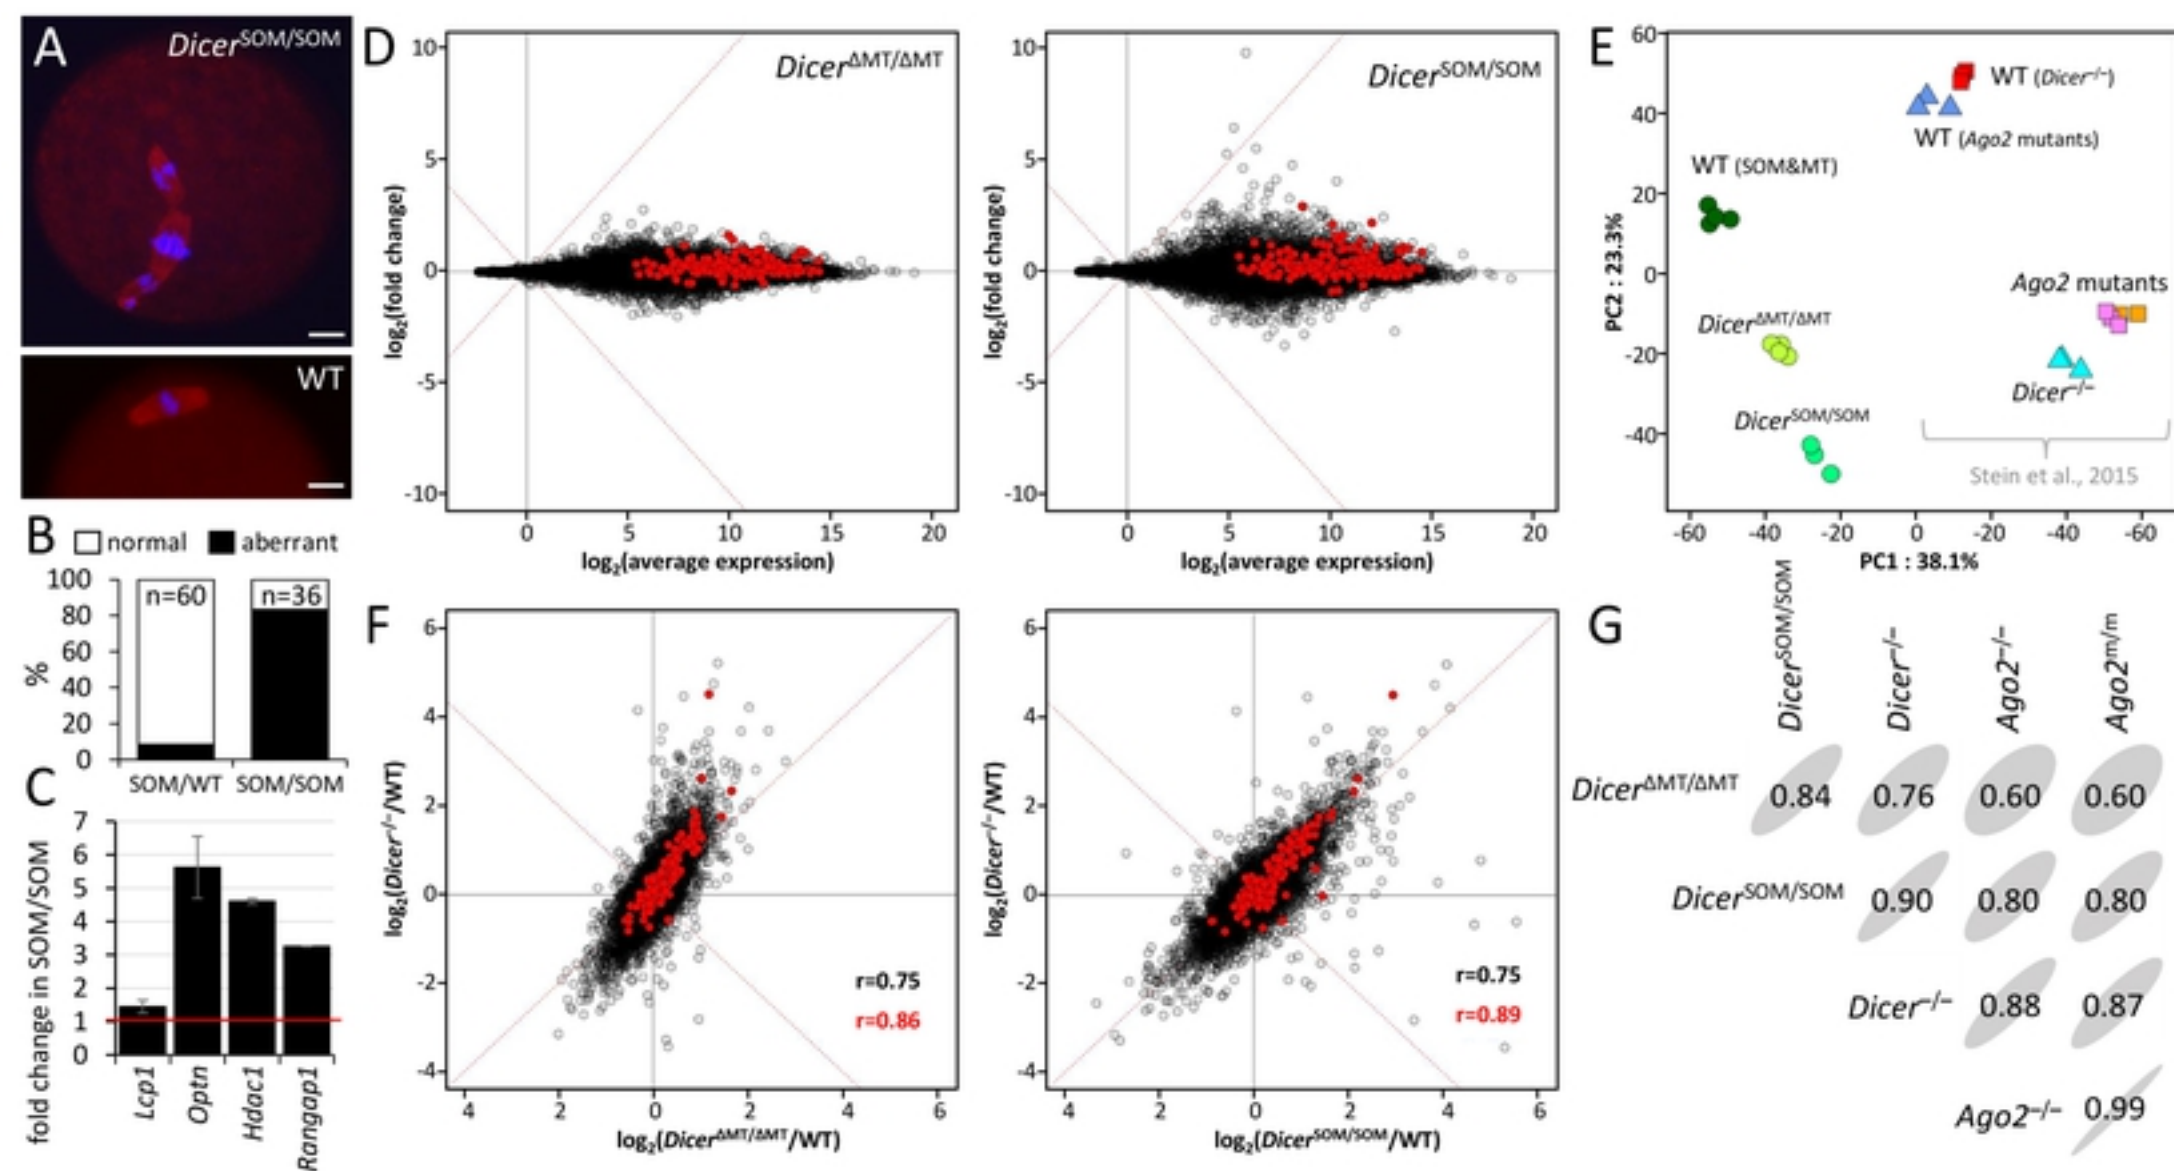 A
Dicer^SOM/SOM
WT
B
normal aberrant
100
80
60
40
20
0
%
n=60 n=36
SOM/WT SOM/SOM
C
fold change in SOM/SOM
7
6
5
4
3
2
1
0
Lcp1 Optn Hdac1 Rangap1
D
Dicer^ΔMT/ΔMT
log₂(fold change)
10
5
0
-5
-10
0 5 10 15 20
log₂(average expression)
Dicer^SOM/SOM
log₂(fold change)
10
5
0
-5
-10
0 5 10 15 20
log₂(average expression)
E
PC2 : 23.3%
60
40
20
0
-20
-40
WT (Dicer^–/–)
WT (Ago2 mutants)
WT (SOM&MT)
Ago2 mutants
Dicer^ΔMT/ΔMT
Dicer^–/–
Dicer^SOM/SOM
Stein et al., 2015
-60 -40 -20 0 -20 -40 -60
PC1 : 38.1%
F
log₂(Dicer^–/–/WT)
6
4
2
0
-2
-4
r=0.75
r=0.86
4 2 0 2 4 6
log₂(Dicer^ΔMT/ΔMT/WT)
log₂(Dicer^–/–/WT)
6
4
2
0
-2
-4
r=0.75
r=0.89
4 2 0 2 4 6
log₂(Dicer^SOM/SOM/WT)
G
Dicer^SOM/SOM Dicer^–/– Ago2^–/– Ago2^m/m
Dicer^ΔMT/ΔMT 0.84 0.76 0.60 0.60
Dicer^SOM/SOM 0.90 0.80 0.80
Dicer^–/– 0.88 0.87
Ago2^–/– 0.99